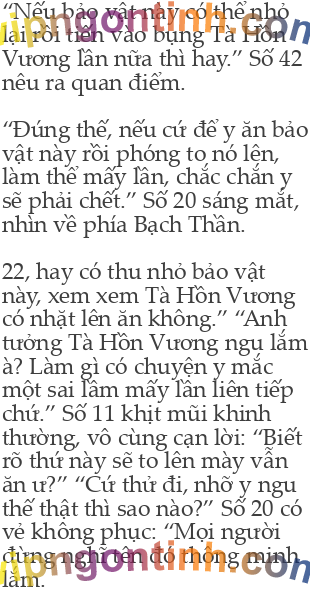 “Nếu bảo vật này có thể nhỏ
lại rồi tiến vào bụng Tà Hồn
Vương lần nữa thì hay.” Số 42
nêu ra quan điểm.
“Đúng thế, nếu cứ để y ăn bảo
vật này rồi phóng to nó lên,
làm thế mấy lần, chắc chắn y
sẽ phải chết.” Số 20 sáng mắt,
nhìn về phía Bạch Thần.
22, hay có thu nhỏ bảo vật
này, xem xem Tà Hồn Vương
có nhặt lên ăn không.” “Anh
tưởng Tà Hồn Vương ngu lắm
à? Làm gì có chuyện y mắc
một sai lầm mấy lần liên tiếp
chứ.” Số 11 khịt mũi khinh
thường, vô cùng cạn lời: “Biết
rõ thứ này sẽ to lên mày vẫn
ăn ư?” “Cứ thử đi, nhỡ y ngu
thế thật thì sao nào?” Số 20 có
vẻ không phục: “Mọi người
đừng nghĩ tên đó thông minh
lắm.
vipngontinh.com
vipngontinh.com